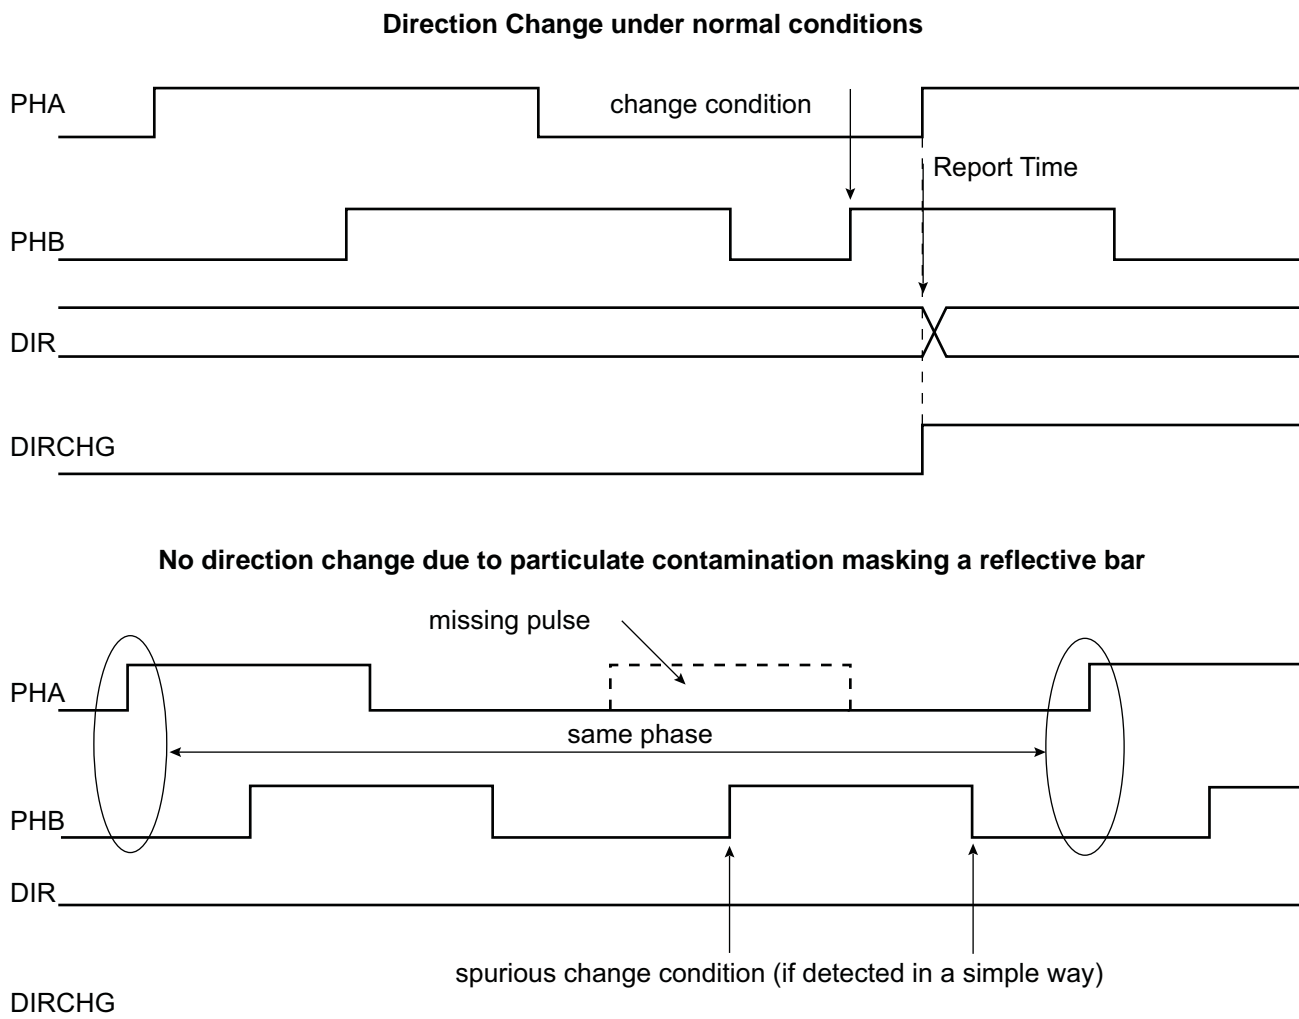 Direction Change under normal conditions
PHA
change condition
Report Time
PHB
DIR
DIRCHG
No direction change due to particulate contamination masking a reflective bar
missing pulse
PHA
same phase
PHB
DIR
spurious change condition (if detected in a simple way)
DIRCHG